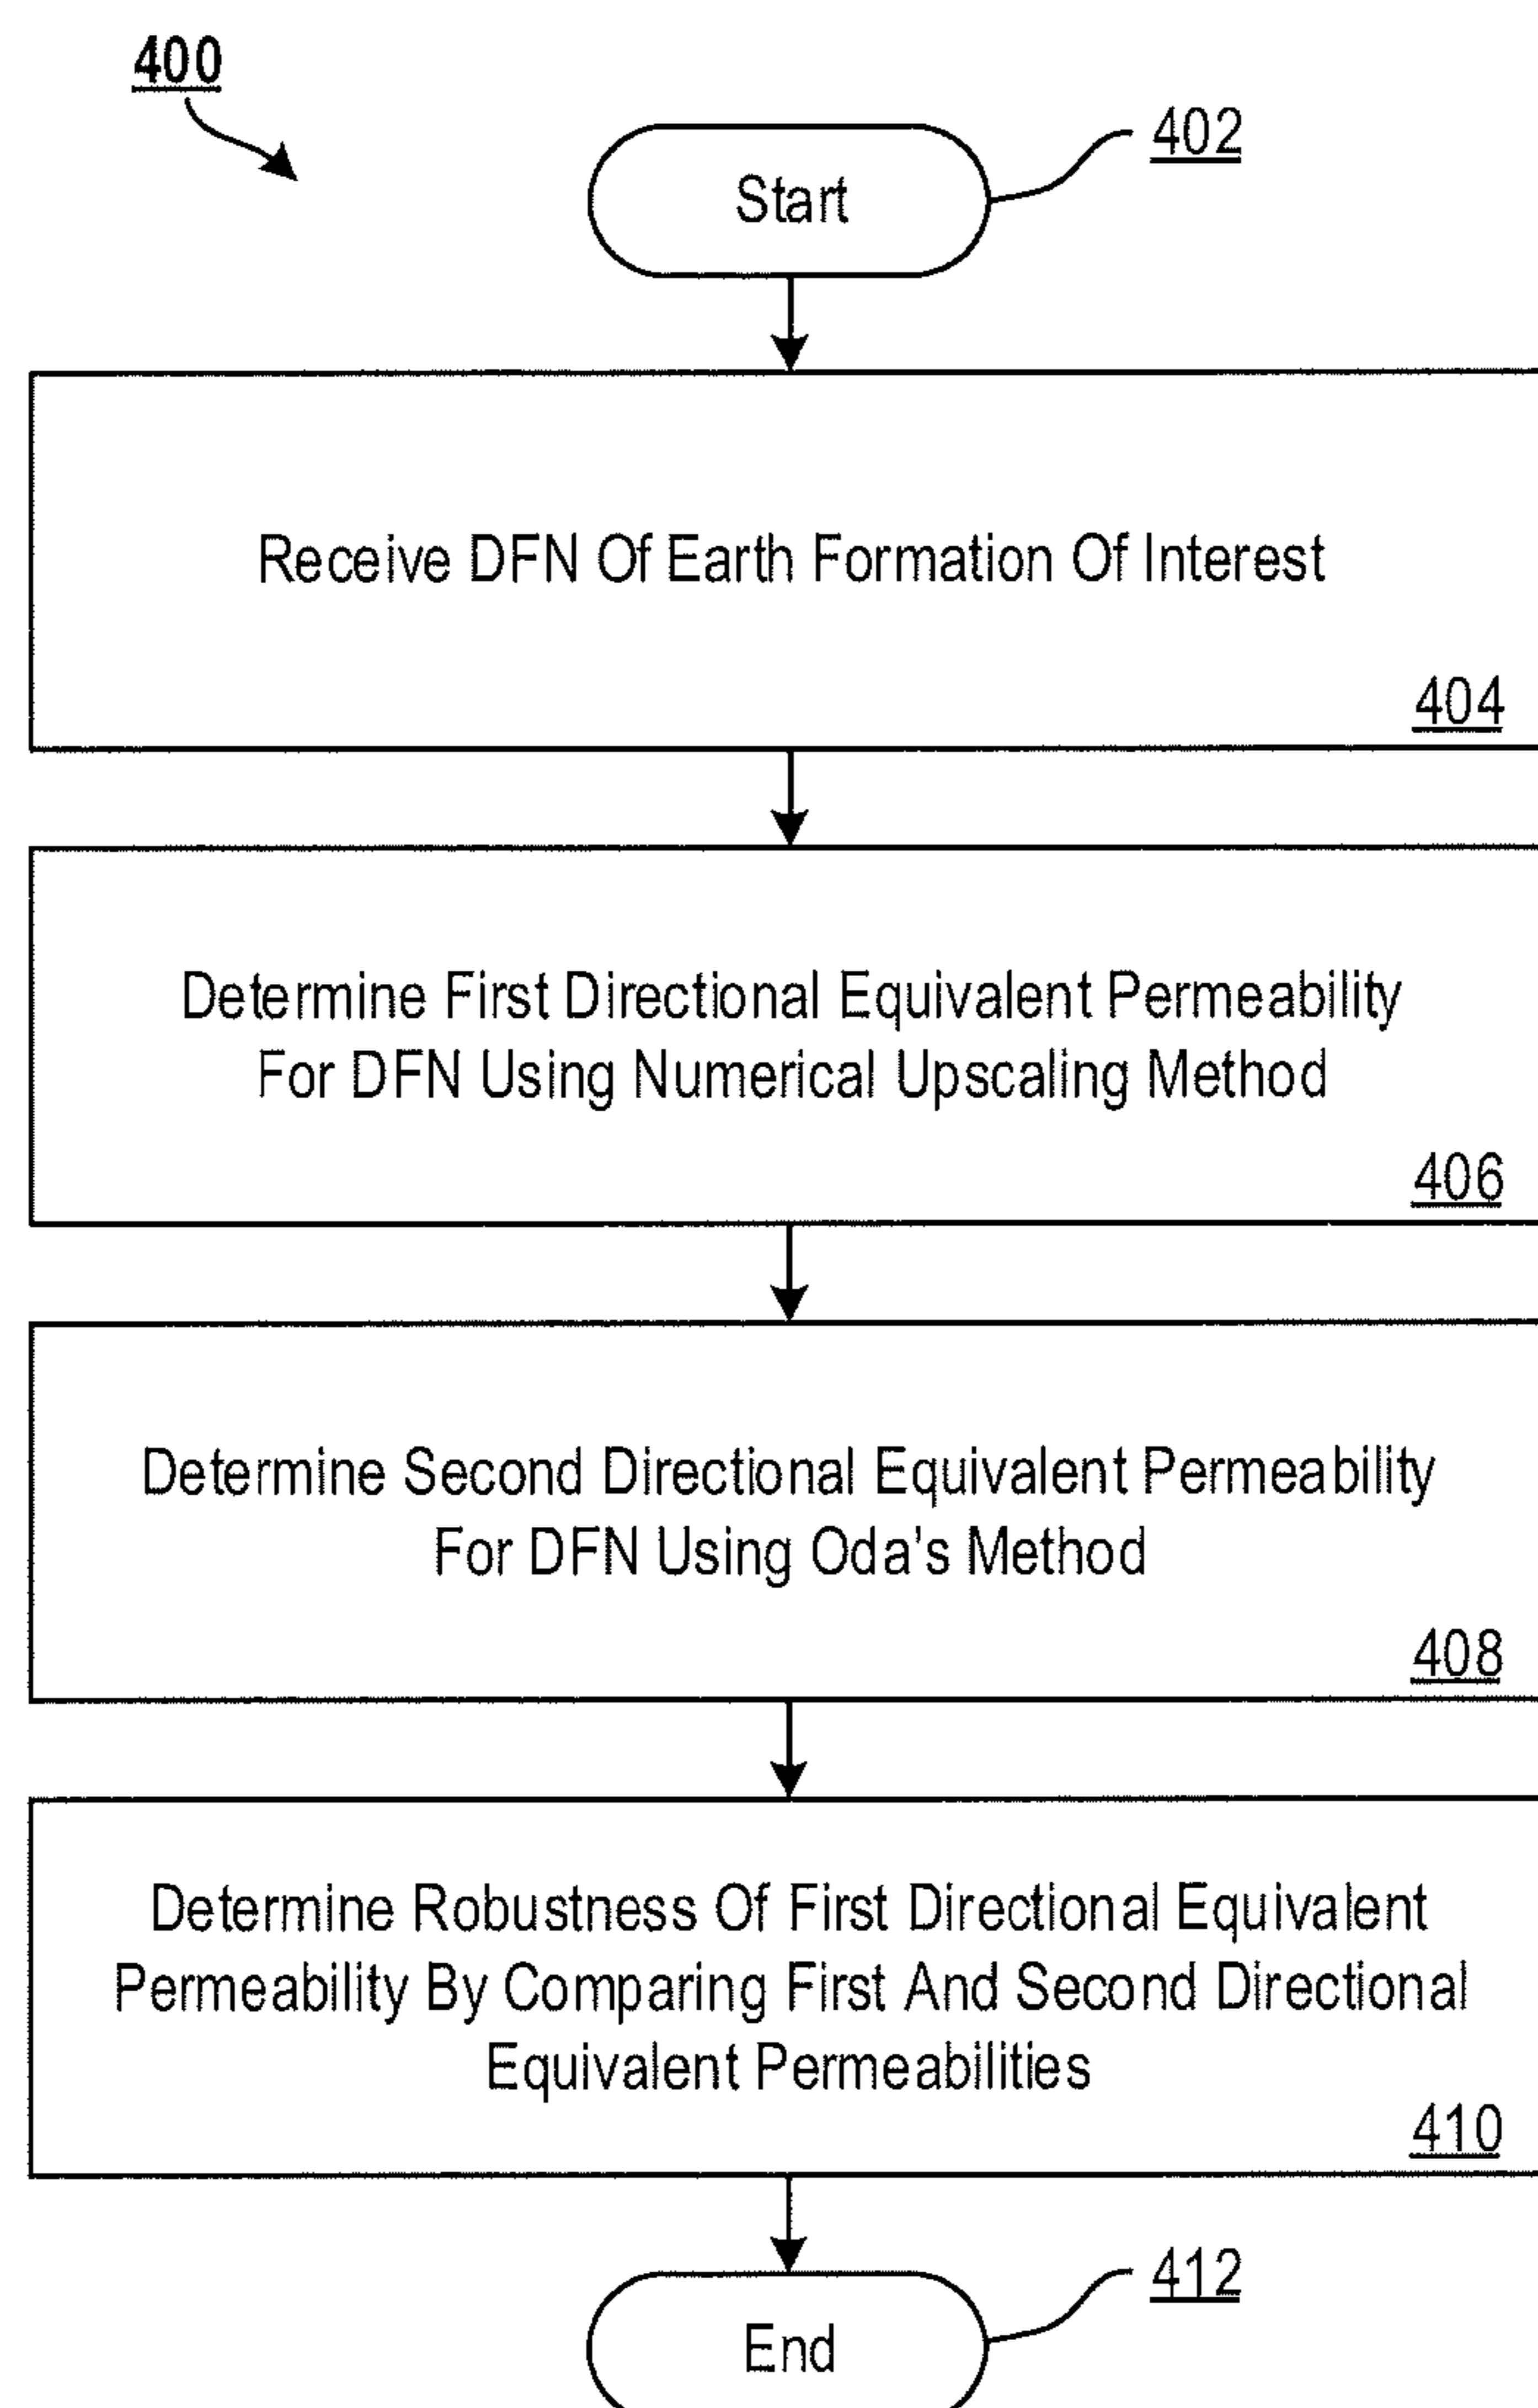 400
402
Start
Receive DFN Of Earth Formation Of Interest
404
Determine First Directional Equivalent Permeability
For DFN Using Numerical Upscaling Method
406
Determine Second Directional Equivalent Permeability
For DFN Using Oda's Method
408
Determine Robustness Of First Directional Equivalent
Permeability By Comparing First And Second Directional
Equivalent Permeabilities
410
412
End